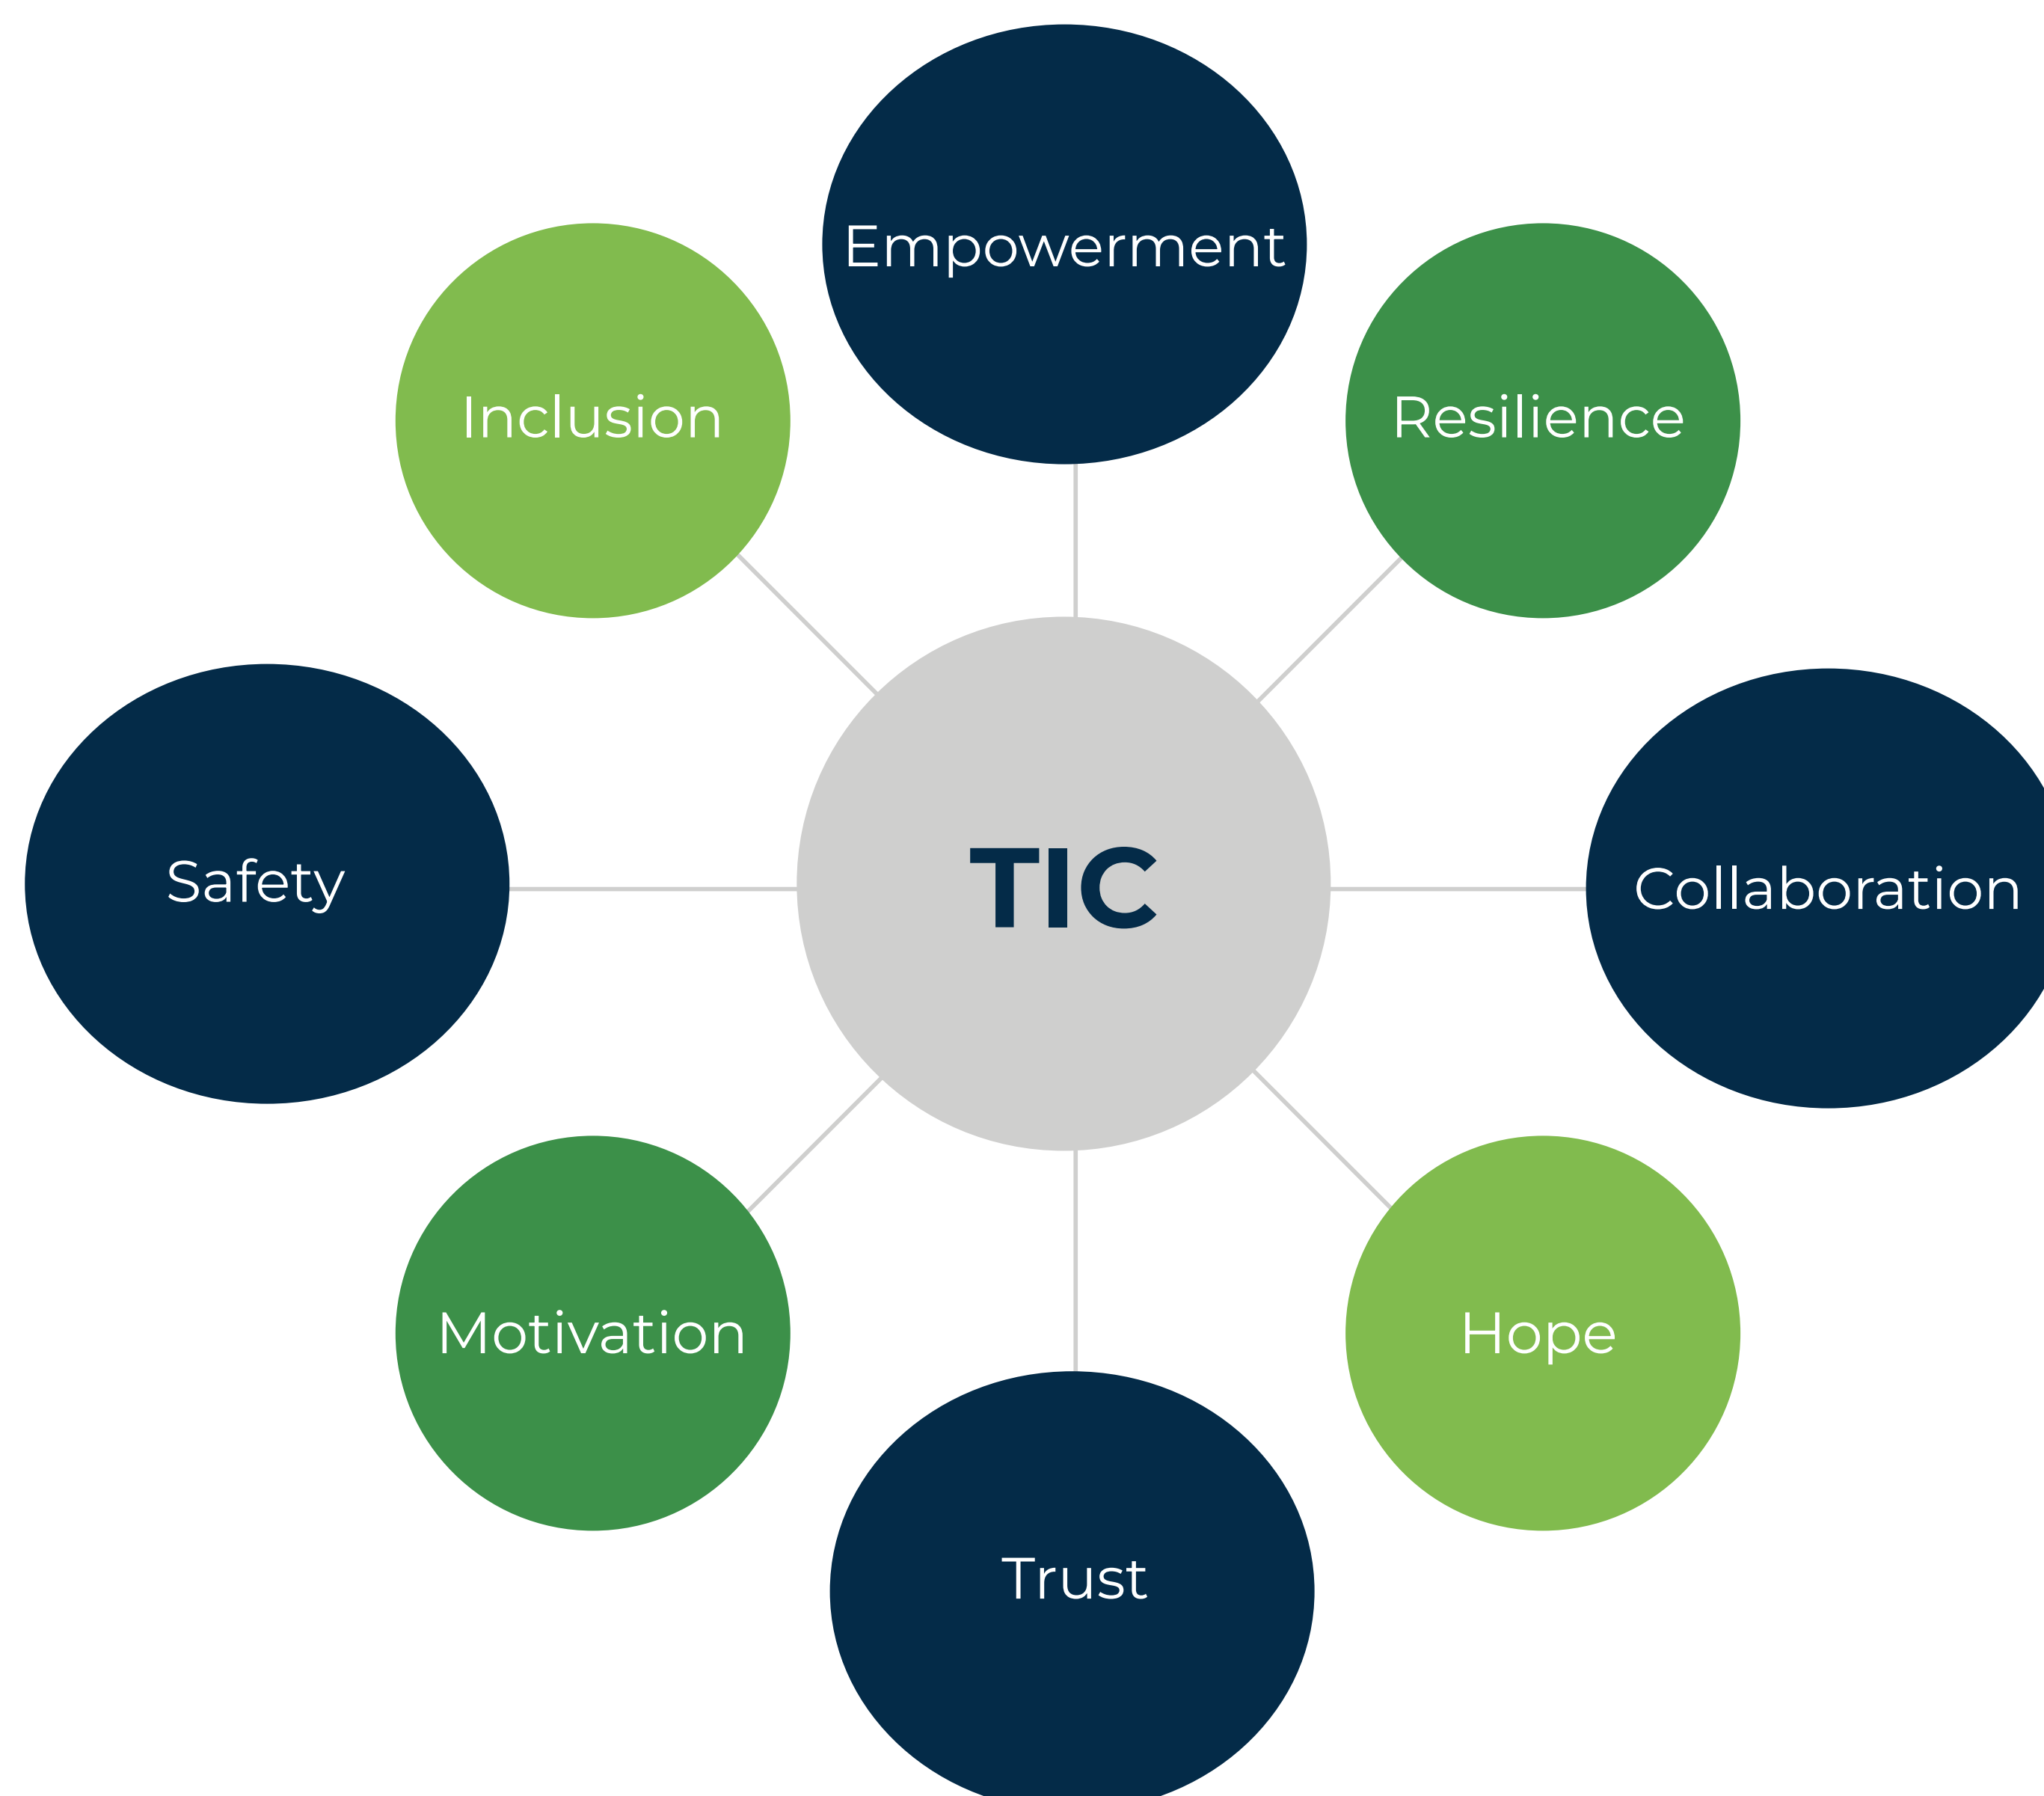 Empowerment
Inclusion
Resilience
Safety
TIC
Collaboration
Motivation
Hope
Trust